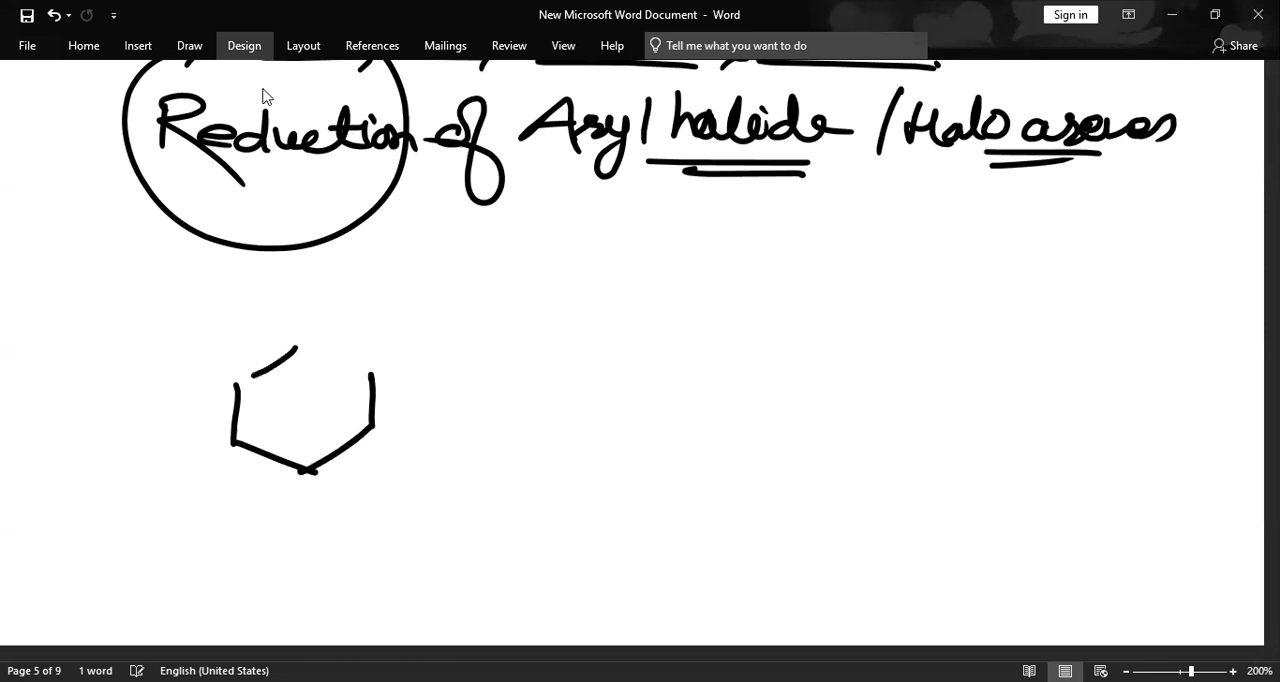 New Microsoft Word Document - Word
Sign in
File Home Insert Draw Design Layout References Mailings Review View Help Tell me what you want to do Share
Reduction of Asyl halide / Halo
Page 5 of 9 1 word English (United States) 200%